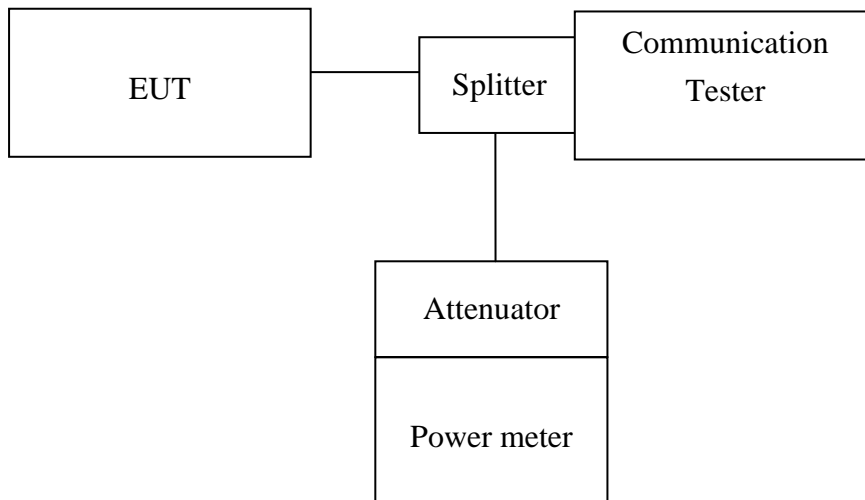 EUT
Splitter
Communication
Tester
Attenuator
Power meter